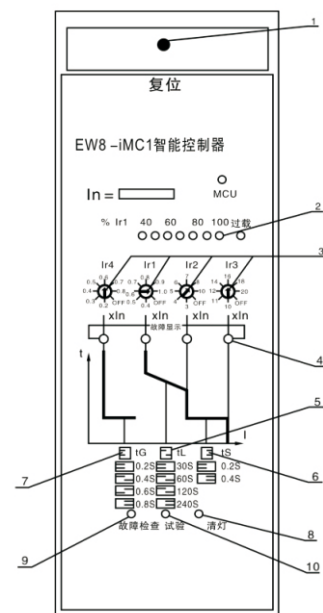 1
复位
EW8-iMC1智能控制器
In=
MCU
% Ir1 40 60 80 100 过载
2
3
Ir4 Ir1 Ir2 Ir3
xIn xIn xIn xIn
故障显示
4
t
5
I
7 tG tL tS 6
0.2S 30S 0.2S
0.4S 60S 0.4S
0.6S 120S
0.8S 240S
故障检查 试验 清灯
8
9
10